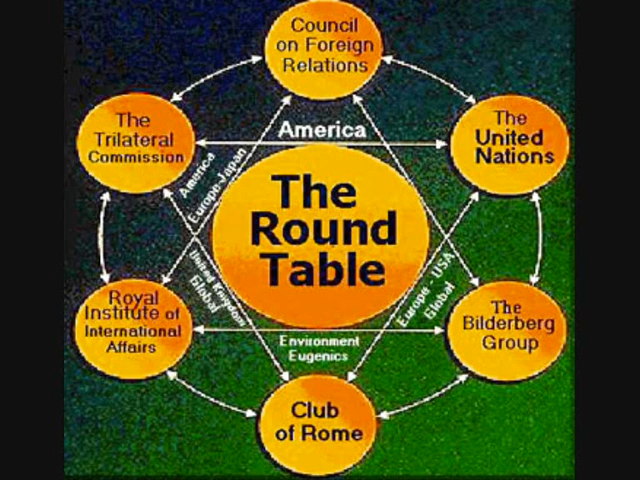 Council
on Foreign
Relations
The
Trilateral
Commission
America
The
United
Nations
America
Europe-Japan
The
Round
Table
United Kingdom
Global
Europe - USA
Global
Royal
Institute of
International
Affairs
Environment
Eugenics
The
Bilderberg
Group
Club
of Rome